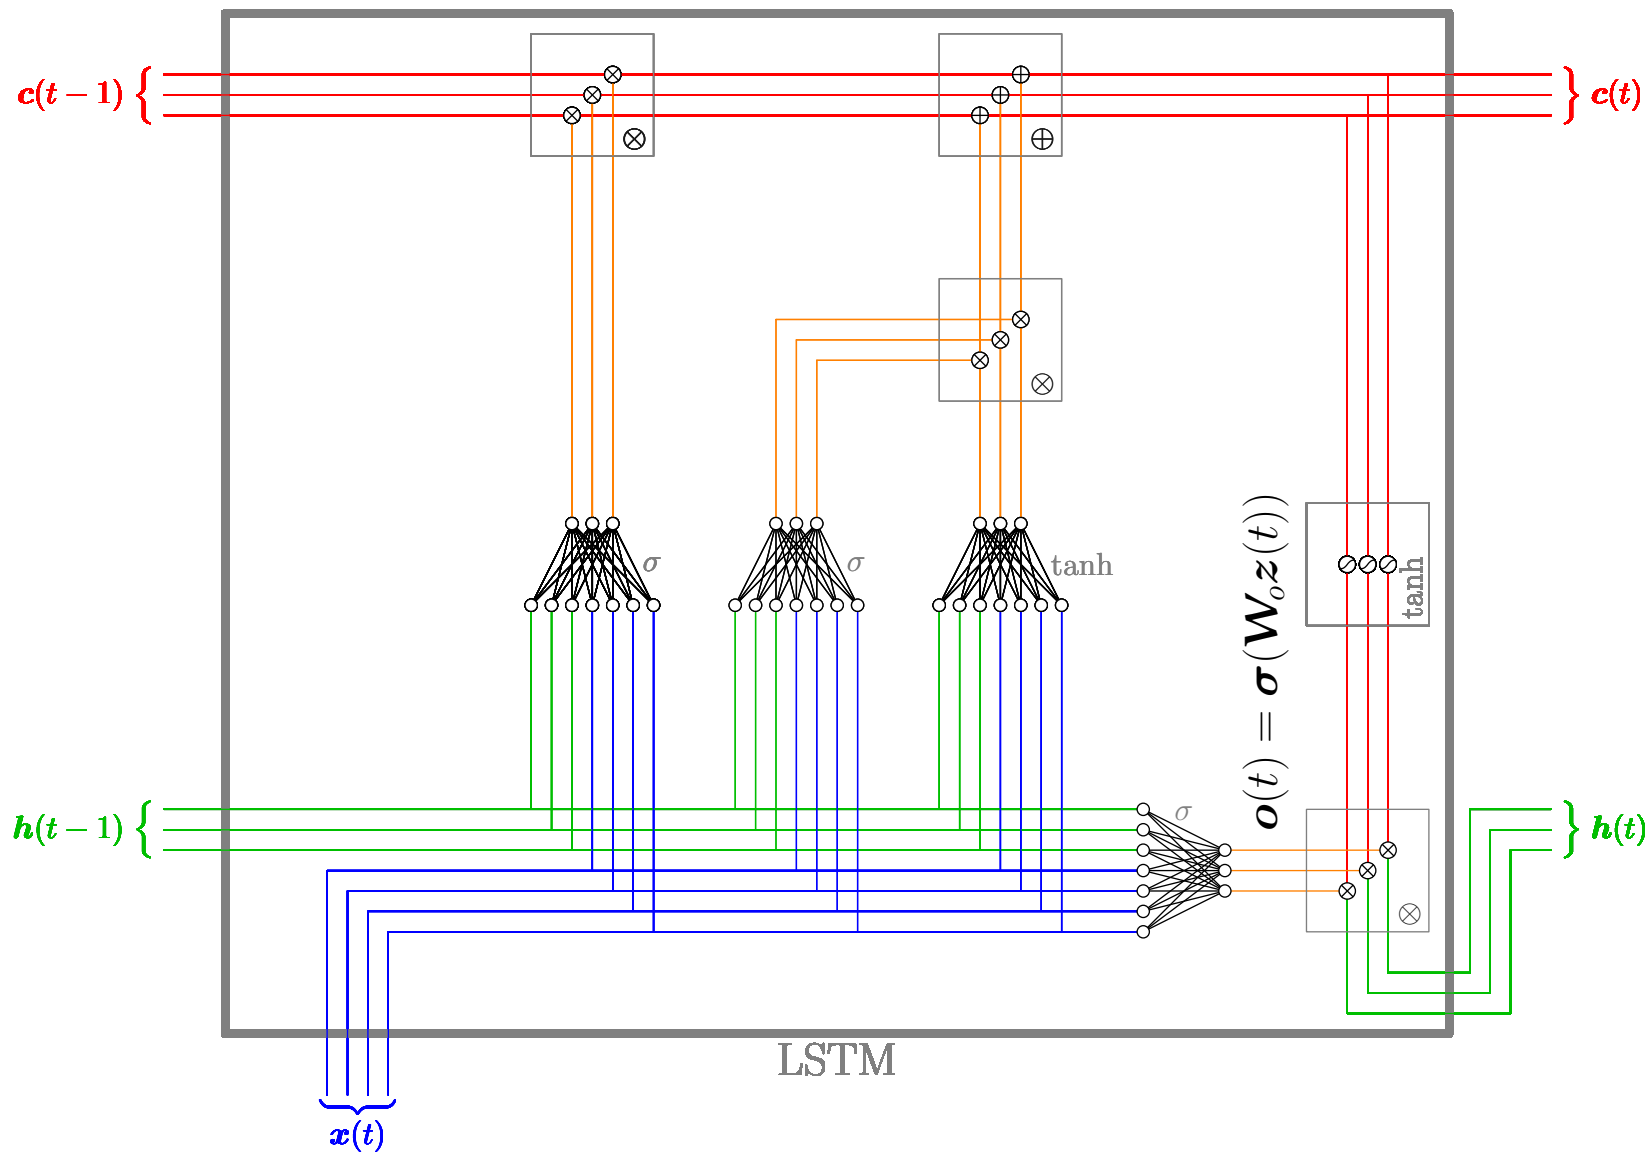 c(t − 1)
c(t)
σ
σ
tanh
tanh
o(t) = σ(W_o z(t))
σ
h(t − 1)
h(t)
LSTM
x(t)